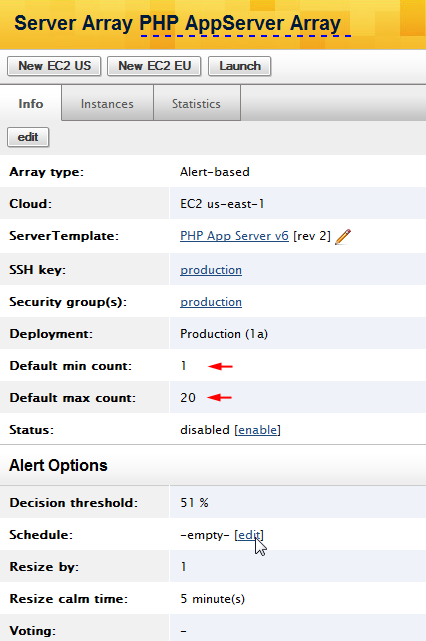 Server Array PHP AppServer Array
New EC2 US New EC2 EU Launch
Info Instances Statistics
edit
Array type: Alert-based
Cloud: EC2 us-east-1
ServerTemplate: PHP App Server v6 [rev 2]
SSH key: production
Security group(s): production
Deployment: Production (1a)
Default min count: 1
Default max count: 20
Status: disabled [enable]
Alert Options
Decision threshold: 51 %
Schedule: -empty- [edit]
Resize by: 1
Resize calm time: 5 minute(s)
Voting: -